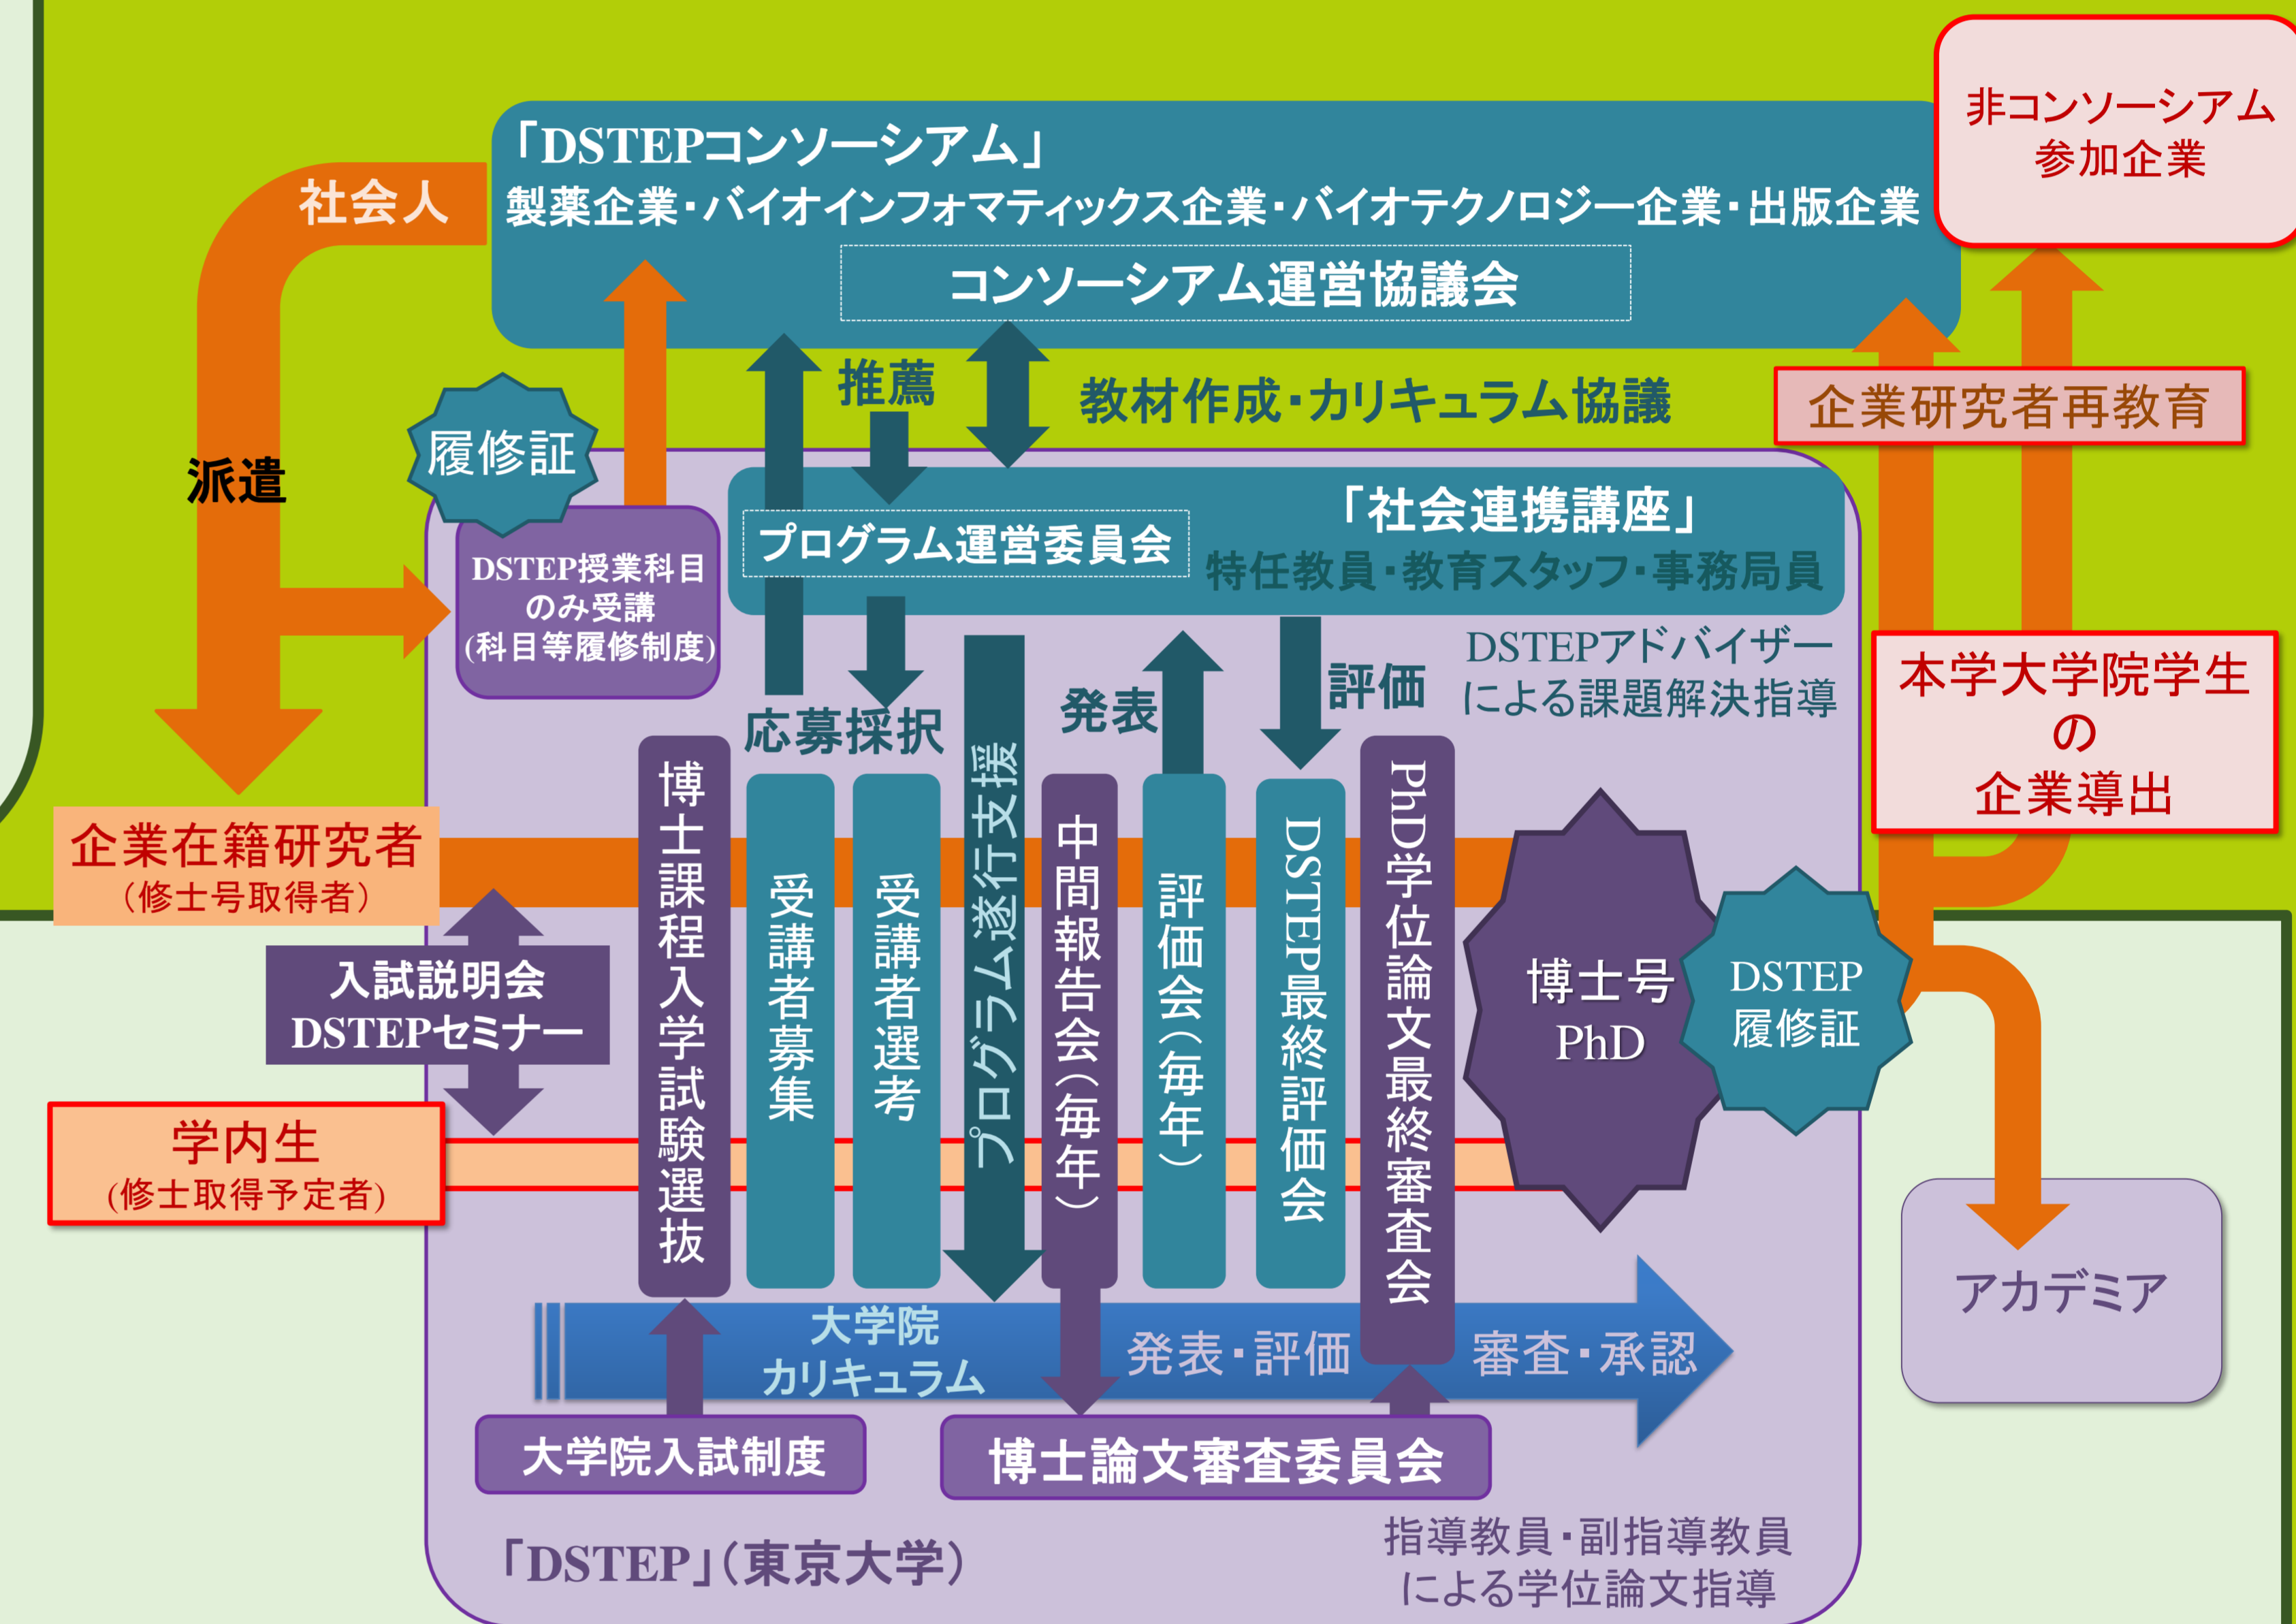 非コンソーシアム
参加企業
「DSTEPコンソーシアム」
社会人
製薬企業・バイオインフォマティックス企業・バイオテクノロジー企業・出版企業
コンソーシアム運営協議会
推薦
教材作成・カリキュラム協議
企業研究者再教育
履修証
派遣
「社会連携講座」
プログラム運営委員会
特任教員・教育スタッフ・事務局員
DSTEP授業科目
のみ受講
(科目等履修制度)
DSTEPアドバイザー
による課題解決指導
本学大学院学生
の
企業導出
応募採択
発表
評価
企業在籍研究者
（修士号取得者）
入試説明会
DSTEPセミナー
学内生
(修士取得予定者)
博士課程入学試験選抜
受講者募集
受講者選考
プログラム遂行支援
中間報告会（毎年）
評価会（毎年）
DSTEP最終評価会
PhD学位論文最終審査会
博士号
PhD
DSTEP
履修証
アカデミア
大学院
カリキュラム
発表・評価
審査・承認
大学院入試制度
博士論文審査委員会
「DSTEP」（東京大学）
指導教員・副指導教員
による学位論文指導